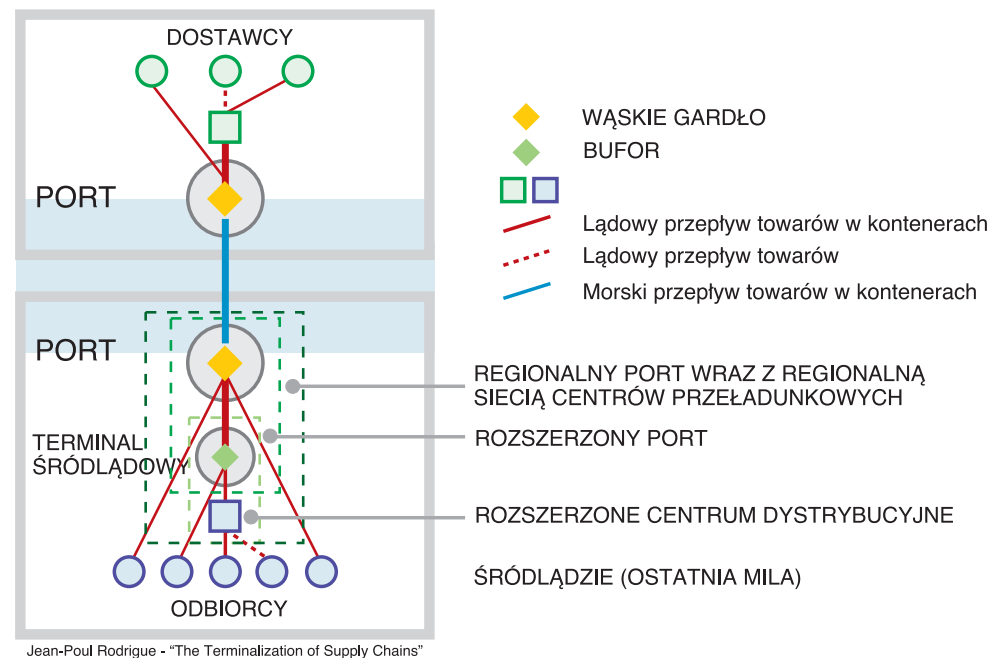 DOSTAWCY
PORT
PORT
TERMINAL
ŚRÓDLĄDOWY
ODBIORCY
WĄSKIE GARDŁO
BUFOR
Lądowy przepływ towarów w kontenerach
Lądowy przepływ towarów
Morski przepływ towarów w kontenerach
REGIONALNY PORT WRAZ Z REGIONALNĄ
SIECIĄ CENTRÓW PRZEŁADUNKOWYCH
ROZSZERZONY PORT
ROZSZERZONE CENTRUM DYSTRYBUCYJNE
ŚRÓDLĄDZIE (OSTATNIA MILA)
Jean-Poul Rodrigue - “The Terminalization of Supply Chains”